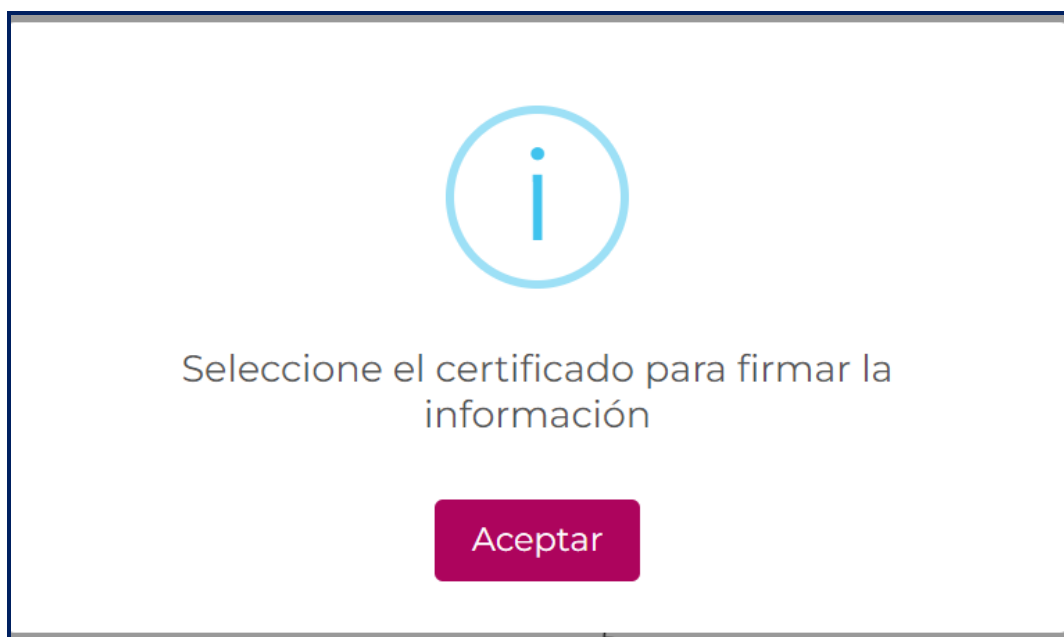 i
Seleccione el certificado para firmar la
información
Aceptar